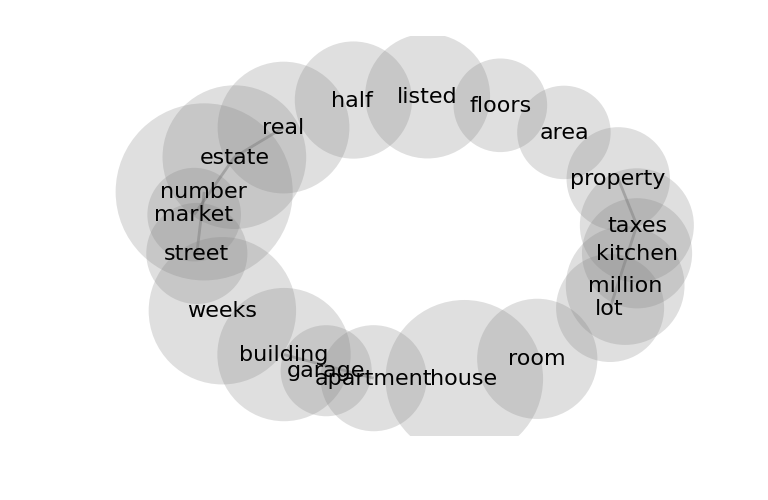 listed
half
floors
real
area
estate
property
number
market
taxes
street
kitchen
million
weeks
lot
building
room
garage
apartment
house